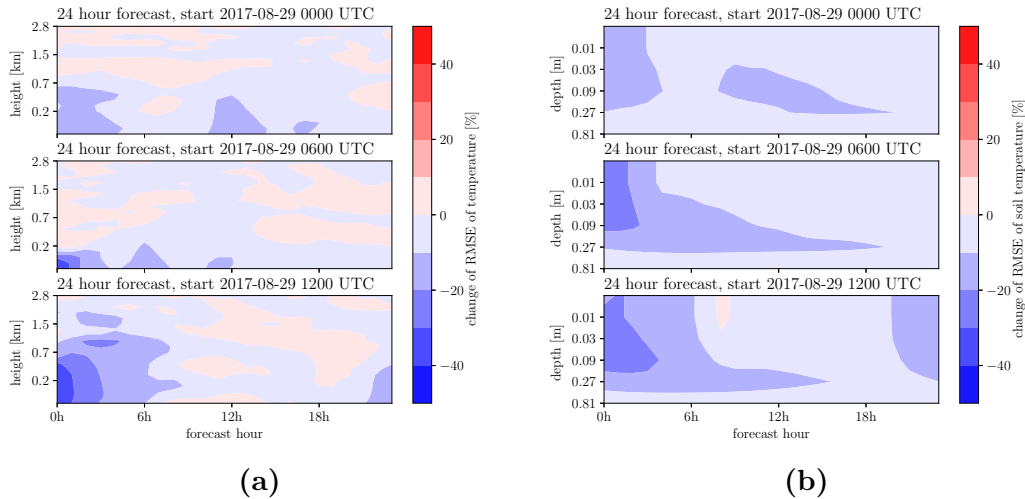 24 hour forecast, start 2017-08-29 0000 UTC
2.8
1.5
0.7
0.2
height [km]
24 hour forecast, start 2017-08-29 0600 UTC
2.8
1.5
0.7
0.2
height [km]
24 hour forecast, start 2017-08-29 1200 UTC
2.8
1.5
0.7
0.2
height [km]
0h
6h
12h
18h
forecast hour
40
20
0
−20
−40
change of RMSE of temperature [%]
(a)
24 hour forecast, start 2017-08-29 0000 UTC
0.01
0.03
0.09
0.27
0.81
depth [m]
24 hour forecast, start 2017-08-29 0600 UTC
0.01
0.03
0.09
0.27
0.81
depth [m]
24 hour forecast, start 2017-08-29 1200 UTC
0.01
0.03
0.09
0.27
0.81
depth [m]
0h
6h
12h
18h
forecast hour
40
20
0
−20
−40
change of RMSE of soil temperature [%]
(b)